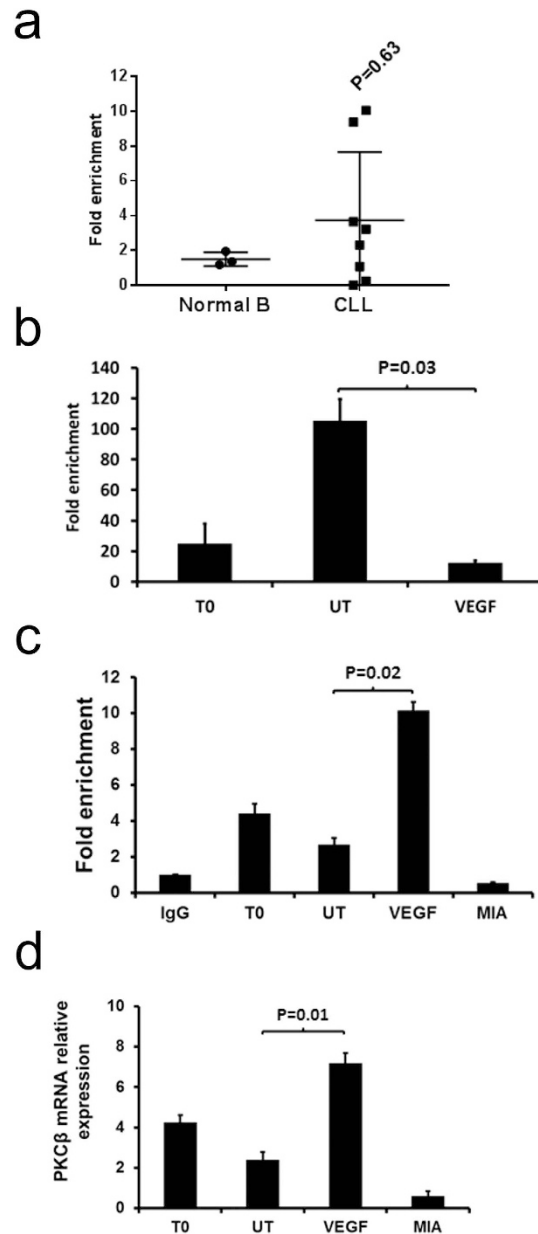 a
P=0.63
12
10
8
6
4
2
0
Fold enrichment
Normal B CLL
b
P=0.03
140
120
100
80
60
40
20
0
Fold enrichment
T0 UT VEGF
c
P=0.02
12
10
8
6
4
2
0
Fold enrichment
IgG T0 UT VEGF MIA
d
P=0.01
10
8
6
4
2
0
PKCβ mRNA relative
expression
T0 UT VEGF MIA